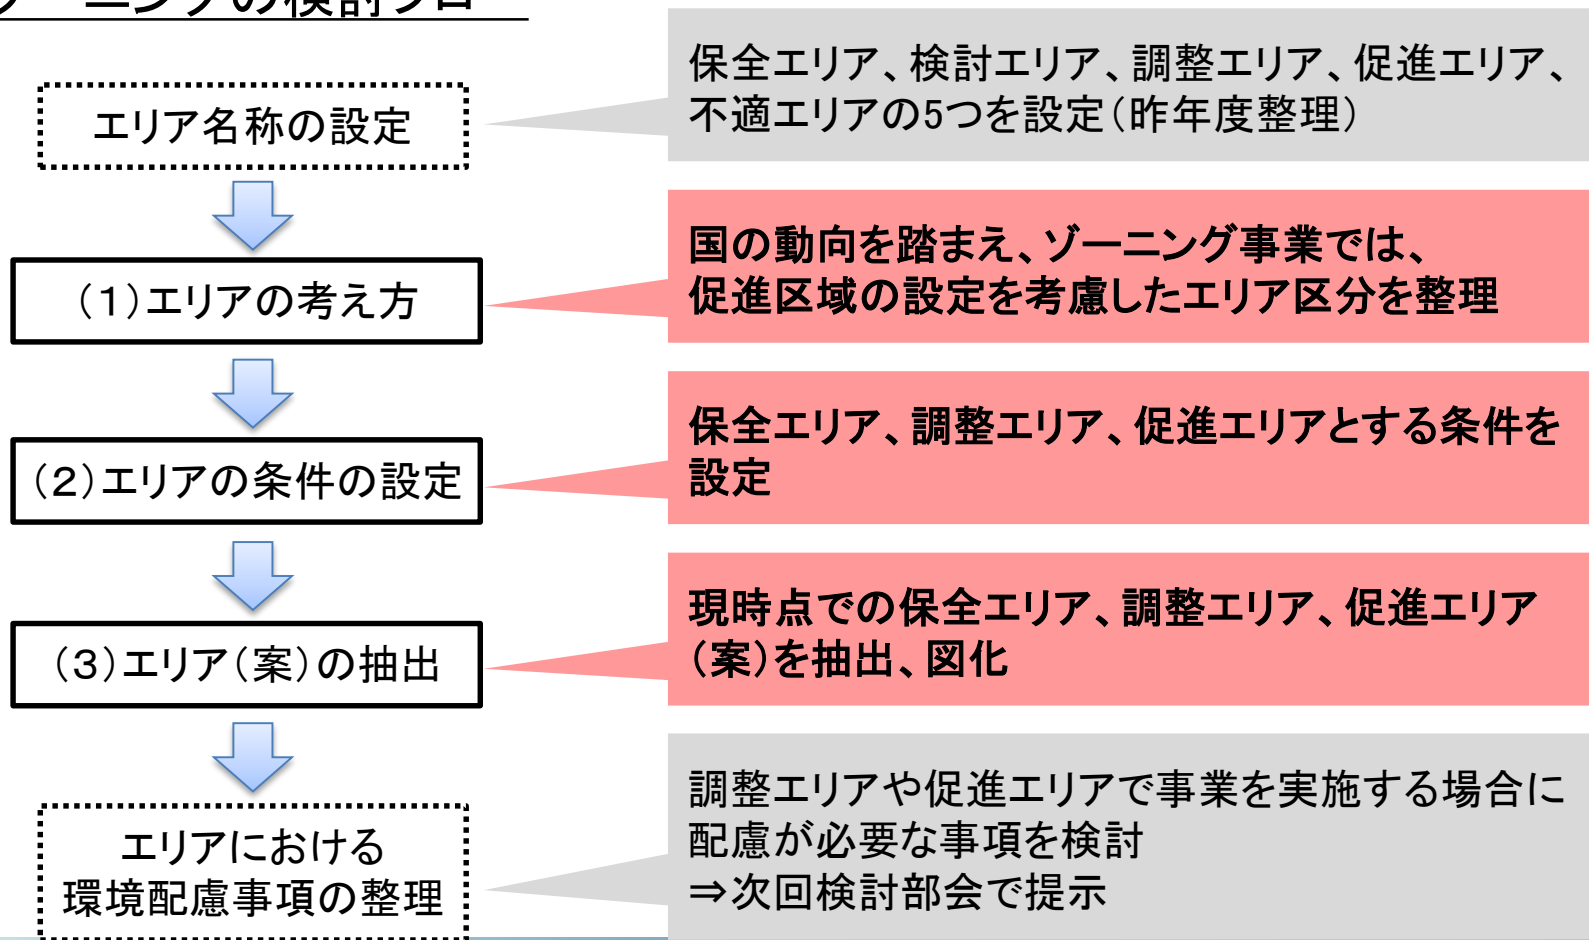 ゾーニングの検討フロー
エリア名称の設定
保全エリア、検討エリア、調整エリア、促進エリア、
不適エリアの5つを設定（昨年度整理）
（１）エリアの考え方
国の動向を踏まえ、ゾーニング事業では、
促進区域の設定を考慮したエリア区分を整理
（２）エリアの条件の設定
保全エリア、調整エリア、促進エリアとする条件を
設定
（３）エリア（案）の抽出
現時点での保全エリア、調整エリア、促進エリア
（案）を抽出、図化
エリアにおける
環境配慮事項の整理
調整エリアや促進エリアで事業を実施する場合に
配慮が必要な事項を検討
⇒次回検討部会で提示